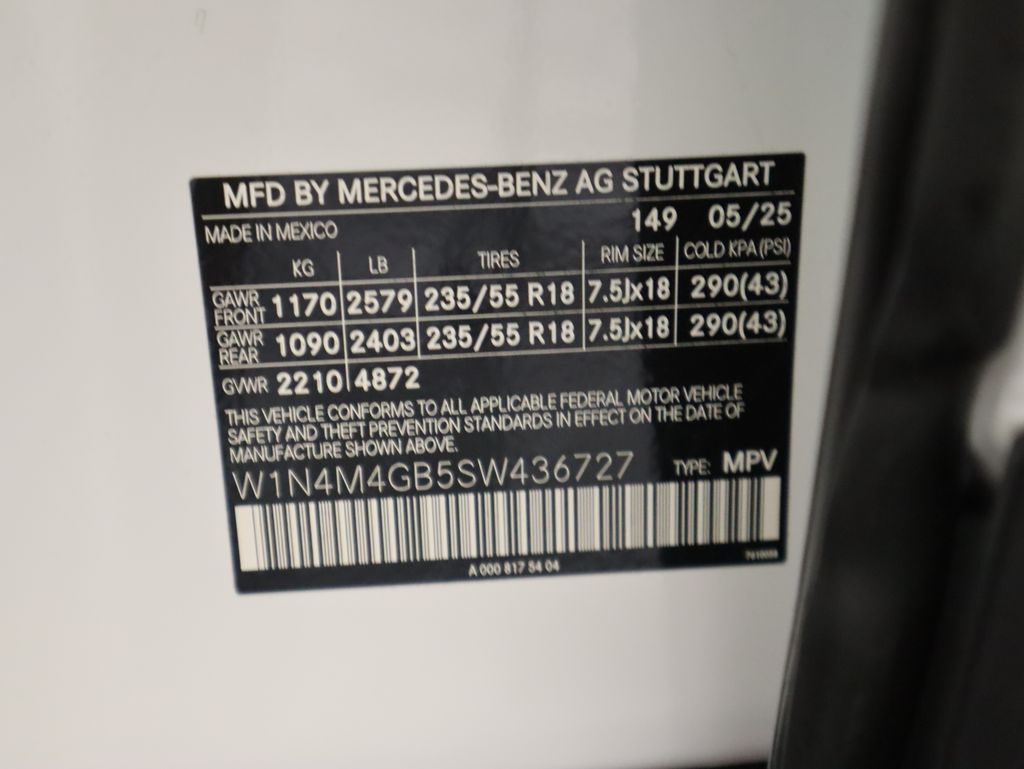 MFD BY MERCEDES-BENZ AG STUTTGART
MADE IN MEXICO 149 05/25
KG LB TIRES RIM SIZE COLD KPA (PSI)
GAWR FRONT 1170 2579 235/55 R18 7.5Jx18 290(43)
GAWR REAR 1090 2403 235/55 R18 7.5Jx18 290(43)
GVWR 2210 4872
THIS VEHICLE CONFORMS TO ALL APPLICABLE FEDERAL MOTOR VEHICLE
SAFETY AND THEFT PREVENTION STANDARDS IN EFFECT ON THE DATE OF
MANUFACTURE SHOWN ABOVE.
W1N4M4GB5SW436727 TYPE: MPV
A 000 817 54 04